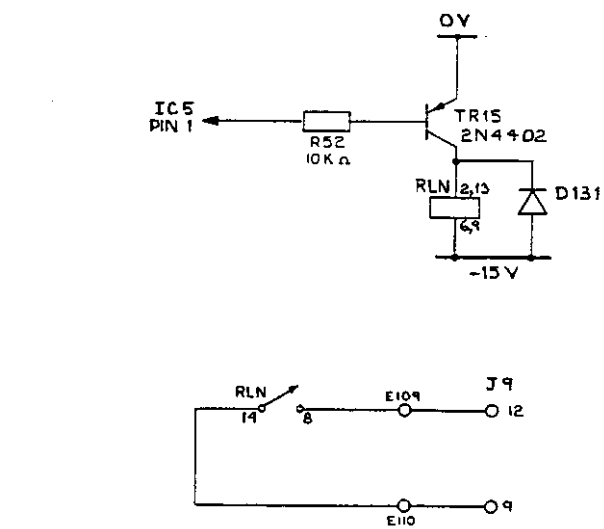 0V
IC5
PIN 1
R52
10K Ω
TR15
2N4402
RLN 2,13
6,9
D131
-15V
RLN
14
8
E109
J9
12
E110
9